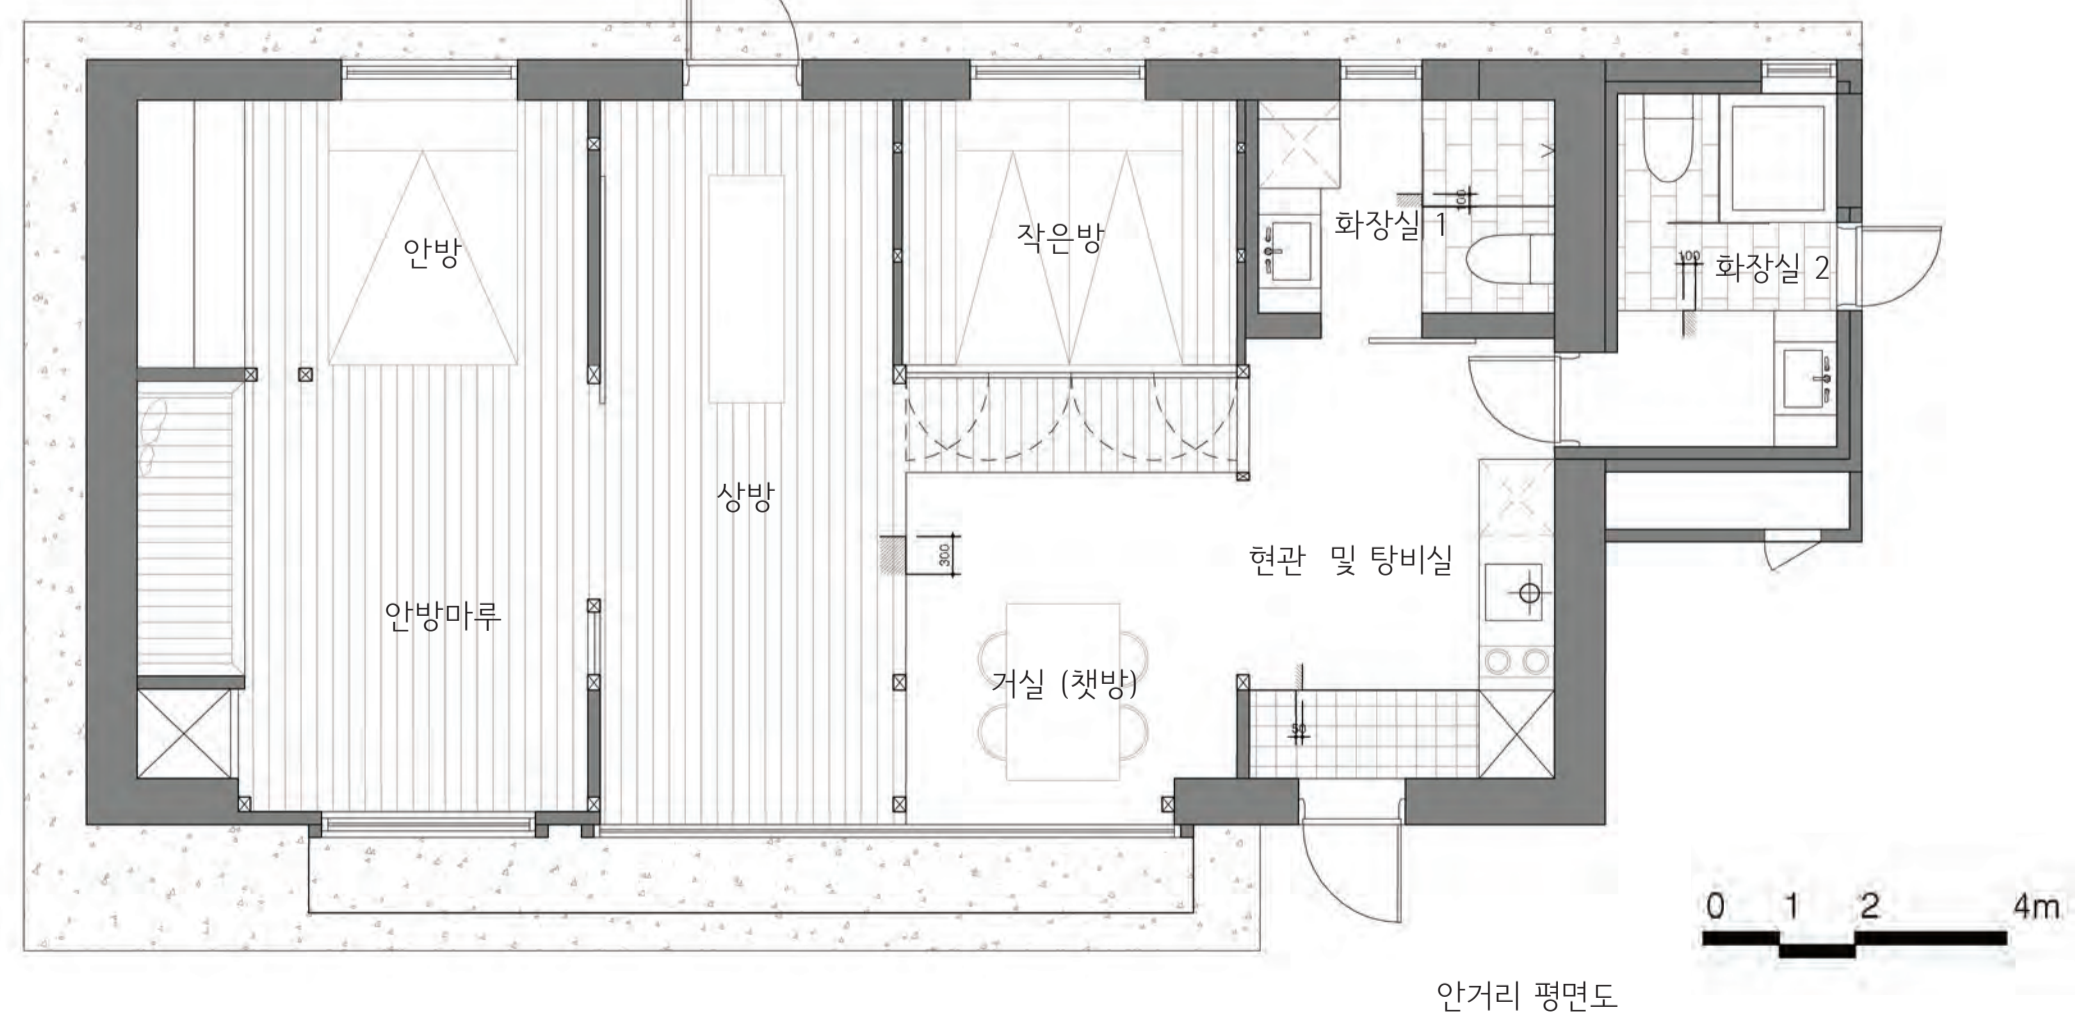 안방
작은방
화장실 1
100
100
화장실 2
상방
300
현관 및 탕비실
안방마루
거실 (챗방)
50
0 1 2 4m
안거리 평면도